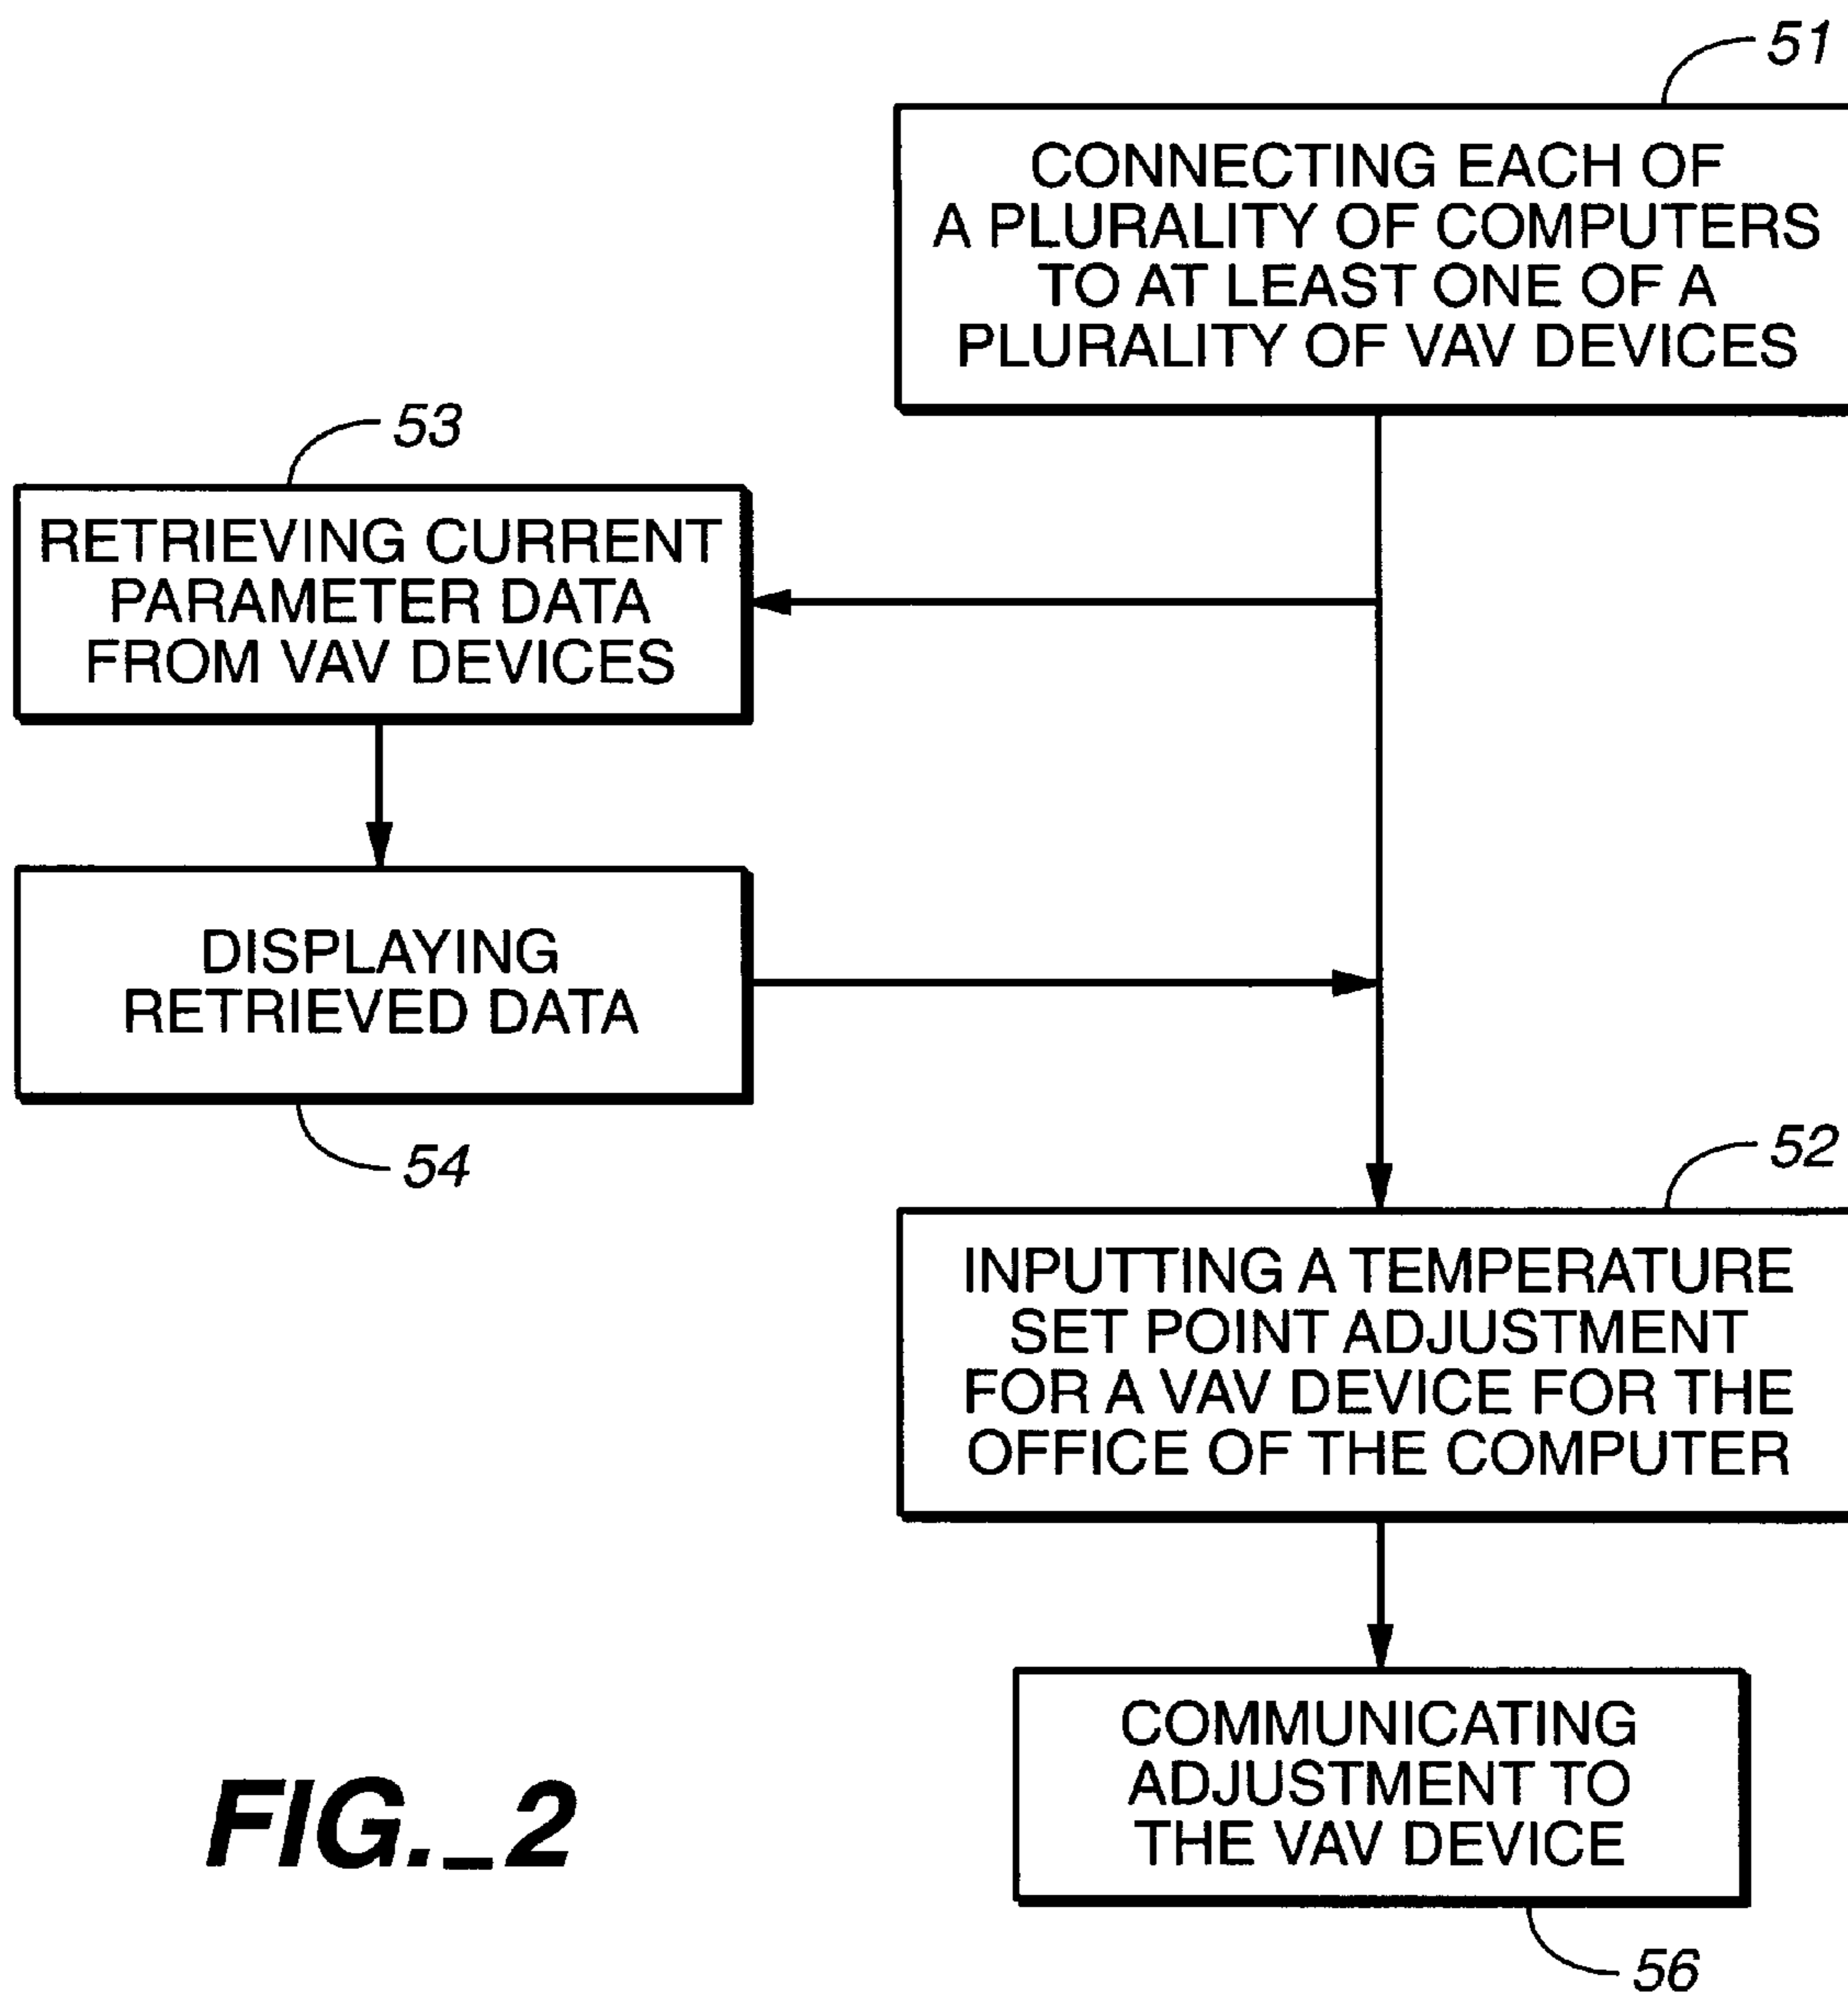 51
CONNECTING EACH OF
A PLURALITY OF COMPUTERS
TO AT LEAST ONE OF A
PLURALITY OF VAV DEVICES
53
RETRIEVING CURRENT
PARAMETER DATA
FROM VAV DEVICES
DISPLAYING
RETRIEVED DATA
54
52
INPUTTING A TEMPERATURE
SET POINT ADJUSTMENT
FOR A VAV DEVICE FOR THE
OFFICE OF THE COMPUTER
COMMUNICATING
ADJUSTMENT TO
THE VAV DEVICE
56
FIG._2